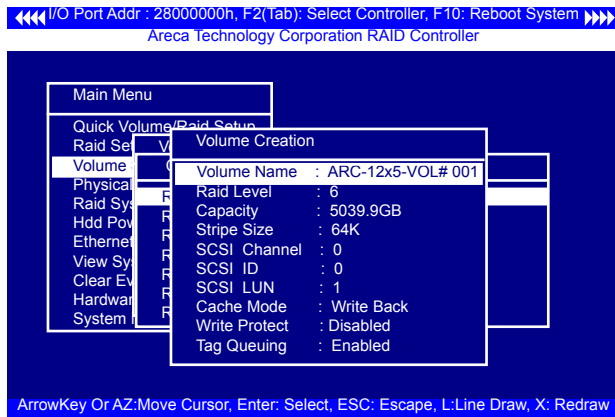 I/O Port Addr : 28000000h, F2(Tab): Select Controller, F10: Reboot System
Areca Technology Corporation RAID Controller
Main Menu
Quick Volume/Raid Setup
Raid Set
Volume
Physical
Raid Sys
Hdd Pow
Ethernet
View Sy
Clear Ev
Hardwar
System
Volume Creation
Volume Name : ARC-12x5-VOL# 001
Raid Level : 6
Capacity : 5039.9GB
Stripe Size : 64K
SCSI Channel : 0
SCSI ID : 0
SCSI LUN : 1
Cache Mode : Write Back
Write Protect : Disabled
Tag Queuing : Enabled
ArrowKey Or AZ:Move Cursor, Enter: Select, ESC: Escape, L:Line Draw, X: Redraw